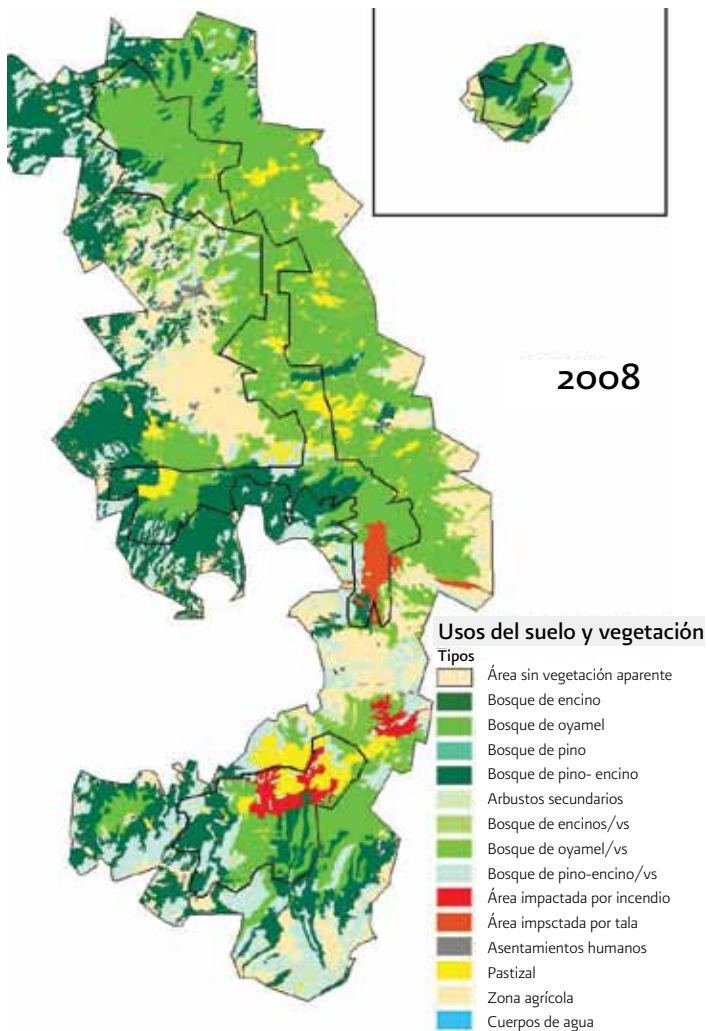 2008
Usos del suelo y vegetación
Tipos
Área sin vegetación aparente
Bosque de encino
Bosque de oyamel
Bosque de pino
Bosque de pino- encino
Arbustos secundarios
Bosque de encinos/vs
Bosque de oyamel/vs
Bosque de pino-encino/vs
Área impactada por incendio
Área impsctada por tala
Asentamientos humanos
Pastizal
Zona agrícola
Cuerpos de agua